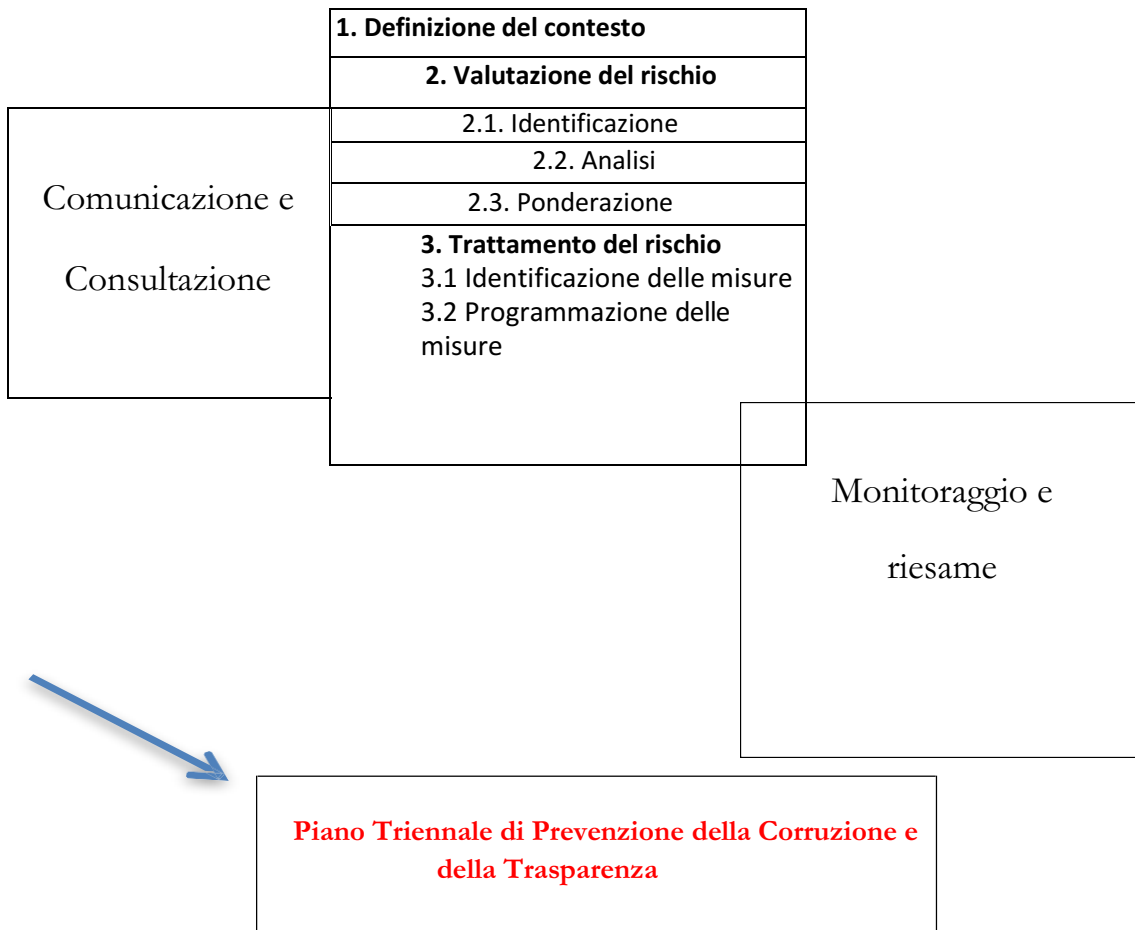 1. Definizione del contesto
2. Valutazione del rischio
2.1. Identificazione
2.2. Analisi
2.3. Ponderazione
3. Trattamento del rischio
3.1 Identificazione delle misure
3.2 Programmazione delle
misure
Comunicazione e
Consultazione
Monitoraggio e
riesame
Piano Triennale di Prevenzione della Corruzione e
della Trasparenza